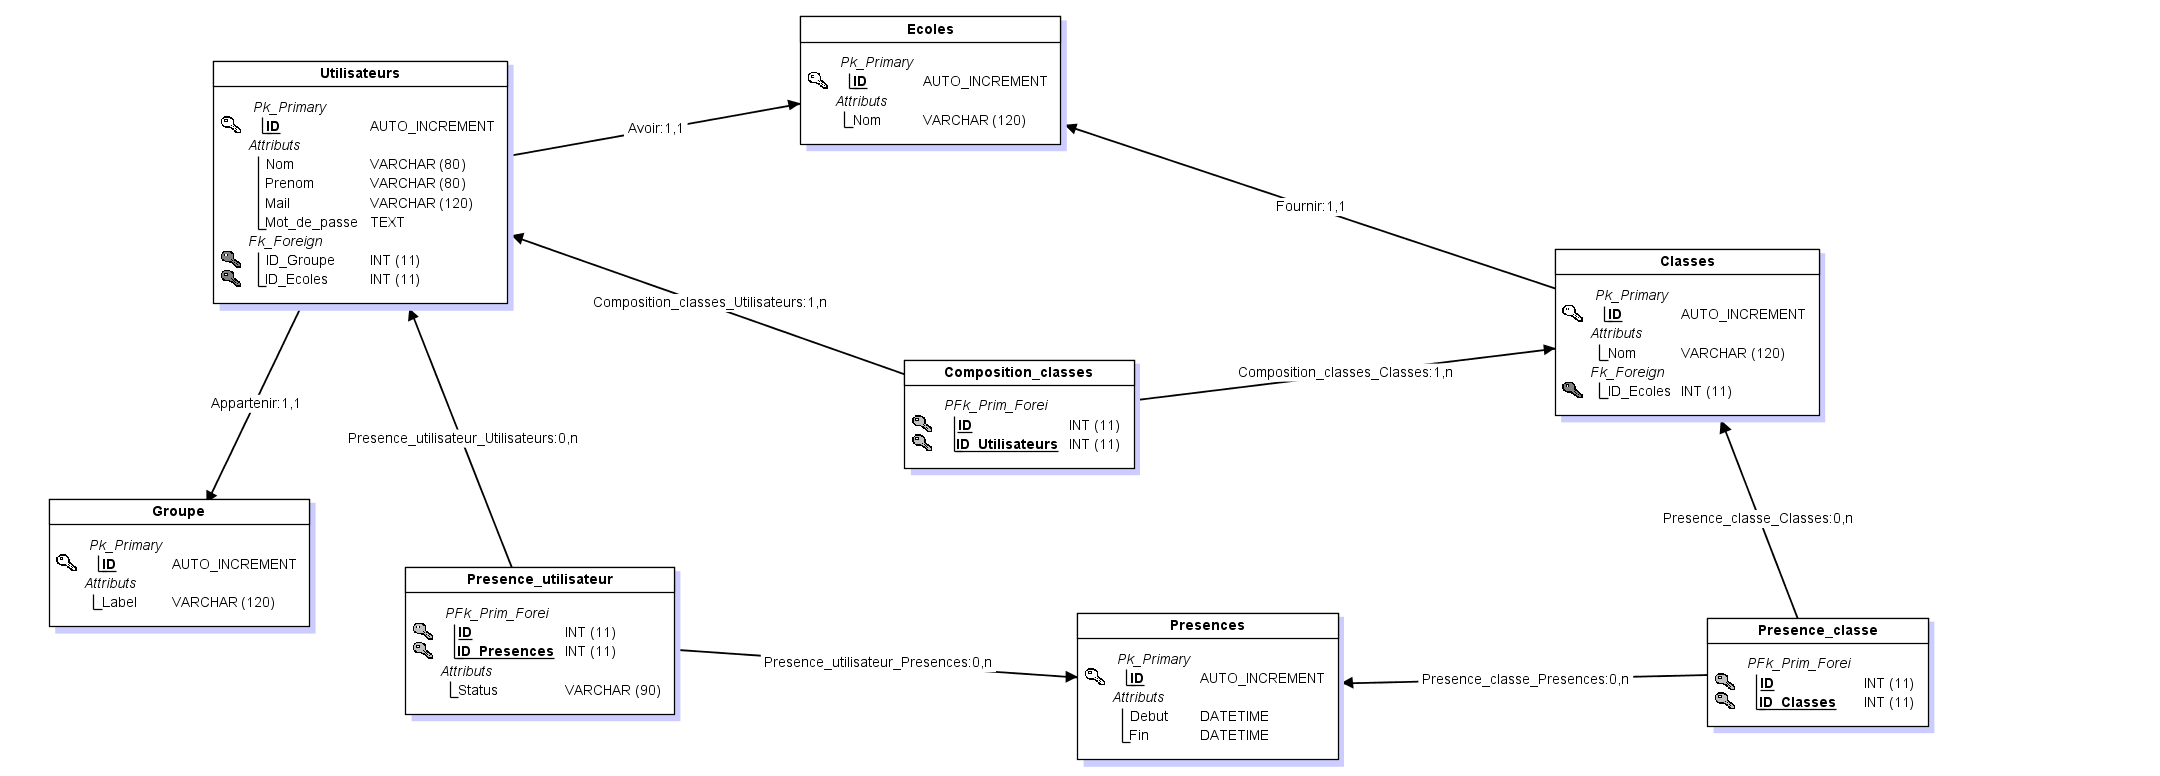 Ecoles
Pk_Primary
ID AUTO_INCREMENT
Attributs
Nom VARCHAR (120)
Utilisateurs
Pk_Primary
ID AUTO_INCREMENT
Attributs
Nom VARCHAR (80)
Prenom VARCHAR (80)
Mail VARCHAR (120)
Mot_de_passe TEXT
Fk_Foreign
ID_Groupe INT (11)
ID_Ecoles INT (11)
Avoir:1,1
Fournir:1,1
Classes
Pk_Primary
ID AUTO_INCREMENT
Attributs
Nom VARCHAR (120)
Fk_Foreign
ID_Ecoles INT (11)
Composition_classes_Utilisateurs:1,n
Composition_classes
PFk_Prim_Forei
ID INT (11)
ID_Utilisateurs INT (11)
Composition_classes_Classes:1,n
Appartenir:1,1
Presence_utilisateur_Utilisateurs:0,n
Groupe
Pk_Primary
ID AUTO_INCREMENT
Attributs
Label VARCHAR (120)
Presence_classe_Classes:0,n
Presence_utilisateur
PFk_Prim_Forei
ID INT (11)
ID_Presences INT (11)
Attributs
Status VARCHAR (90)
Presence_utilisateur_Presences:0,n
Presences
Pk_Primary
ID AUTO_INCREMENT
Attributs
Debut DATETIME
Fin DATETIME
Presence_classe_Presences:0,n
Presence_classe
PFk_Prim_Forei
ID INT (11)
ID_Classes INT (11)